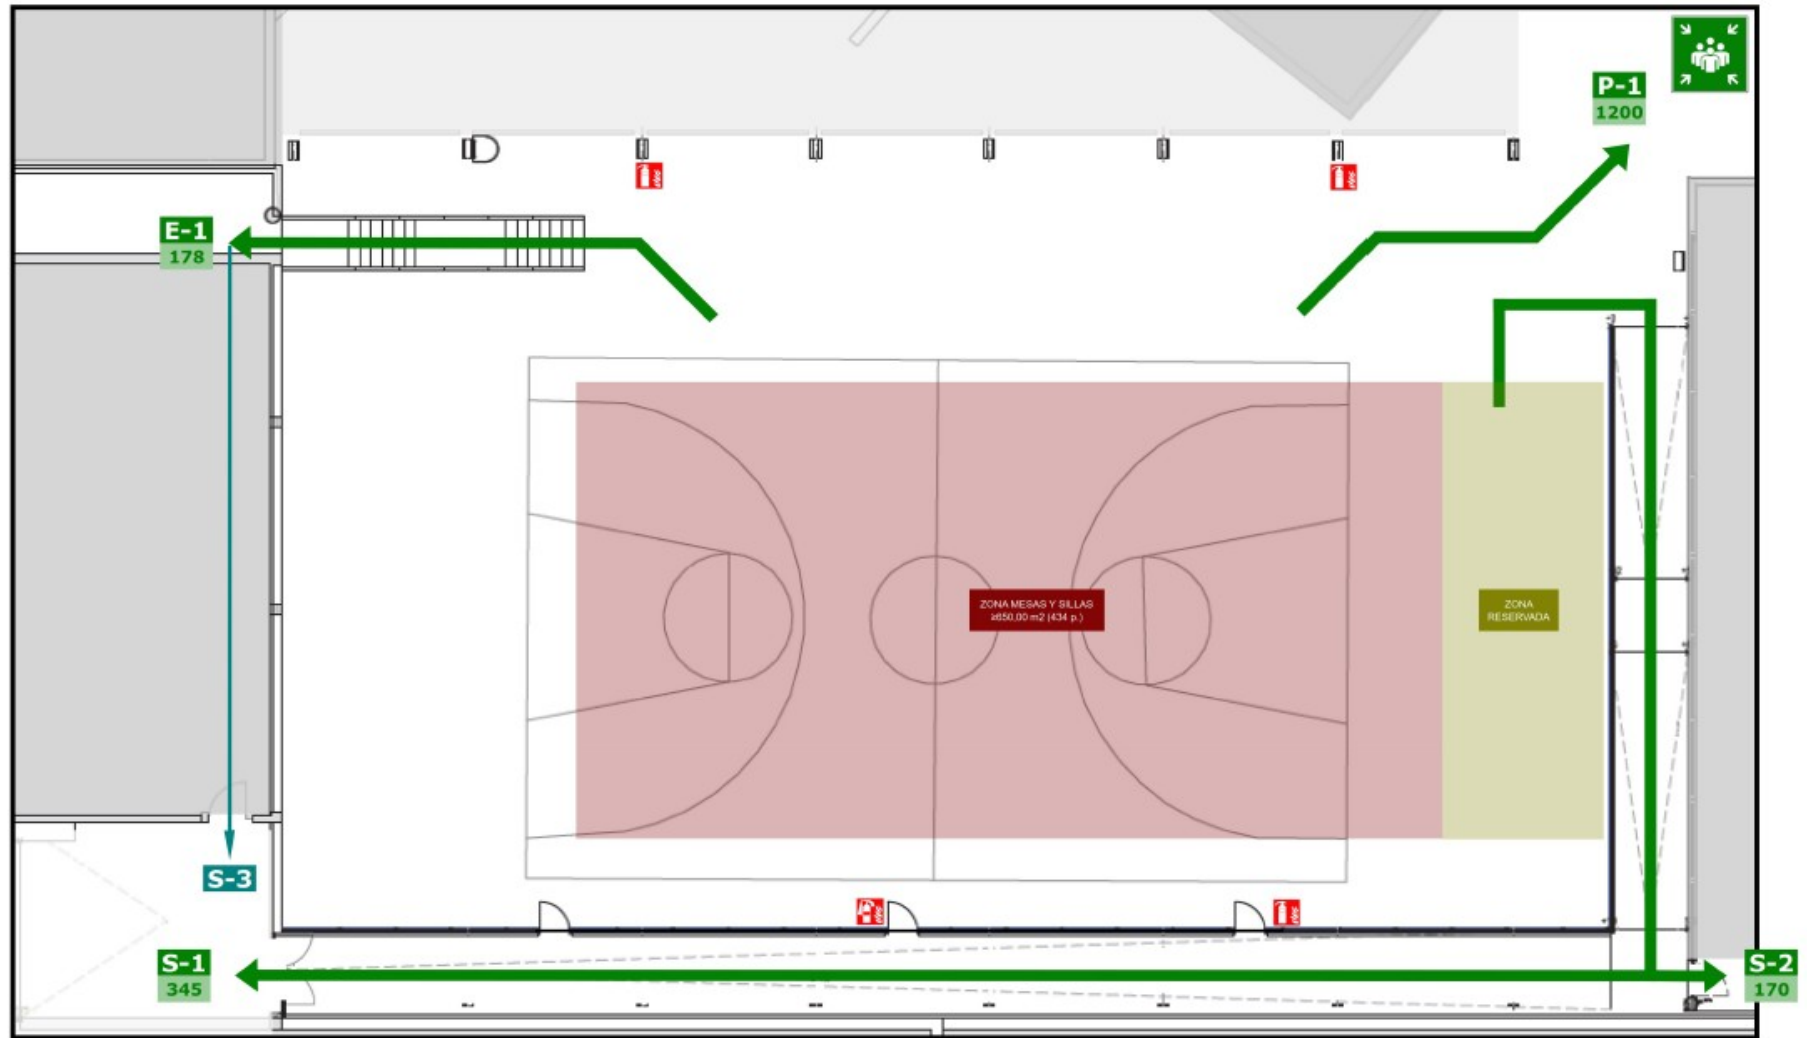 P-1
1200
E-1
178
ZONA MESAS Y SILLAS
≥650,00 m2 (434 p.)
ZONA
RESERVADA
S-3
S-1
345
S-2
170